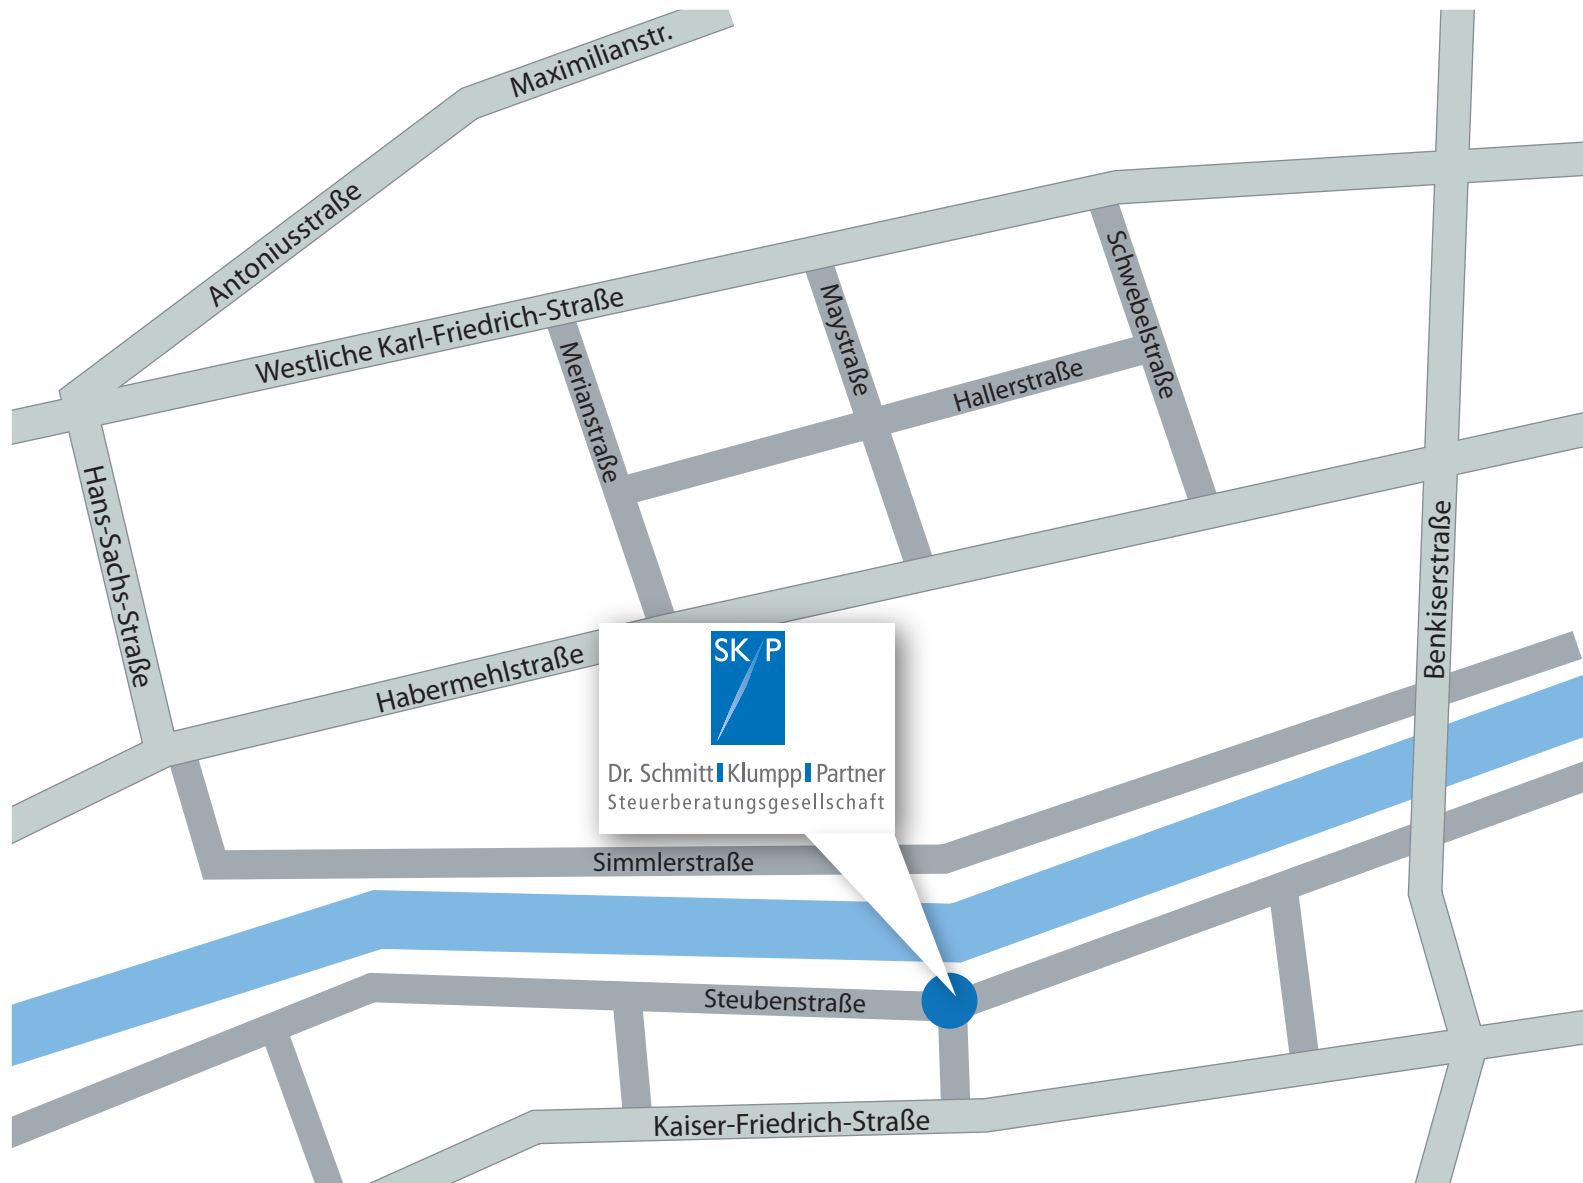 Maximilianstr.
Antoniusstraße
Westliche Karl-Friedrich-Straße
Schwebelstraße
Maystraße
Merianstraße
Hallerstraße
Hans-Sachs-Straße
Benkiserstraße
Habermehlstraße
SK P
Dr. Schmitt Klumpp Partner
Steuerberatungsgesellschaft
Simmlerstraße
Steubenstraße
Kaiser-Friedrich-Straße